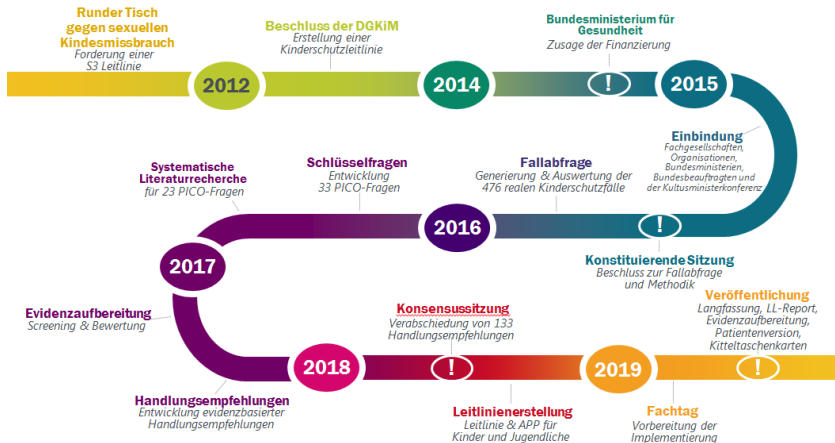 Runder Tisch
gegen sexuellen
Kindesmissbrauch
Forderung einer
S3 Leitlinie
2012
Beschluss der DGKiM
Erstellung einer
Kinderschutzleitlinie
2014
Bundesministerium für
Gesundheit
Zusage der Finanzierung
!
2015
Einbindung
Fachgesellschaften,
Organisationen,
Bundesministerien,
Bundesbeauftragten und
der Kultusministerkonferenz
!
Konstituierende Sitzung
Beschluss zur Fallabfrage
und Methodik
Fallabfrage
Generierung & Auswertung der
476 realen Kinderschutzfälle
2016
Schlüsselfragen
Entwicklung
33 PICO-Fragen
Systematische
Literaturrecherche
für 23 PICO-Fragen
2017
Evidenzaufbereitung
Screening & Bewertung
Handlungsempfehlungen
Entwicklung evidenzbasierter
Handlungsempfehlungen
2018
Konsensussitzung
Verabschiedung von 133
Handlungsempfehlungen
!
Leitlinienerstellung
Leitlinie & APP für
Kinder und Jugendliche
2019
Fachtag
Vorbereitung der
Implementierung
Veröffentlichung
Langfassung, LL-Report,
Evidenzaufbereitung,
Patientenversion,
Kitteltaschenkarten
!